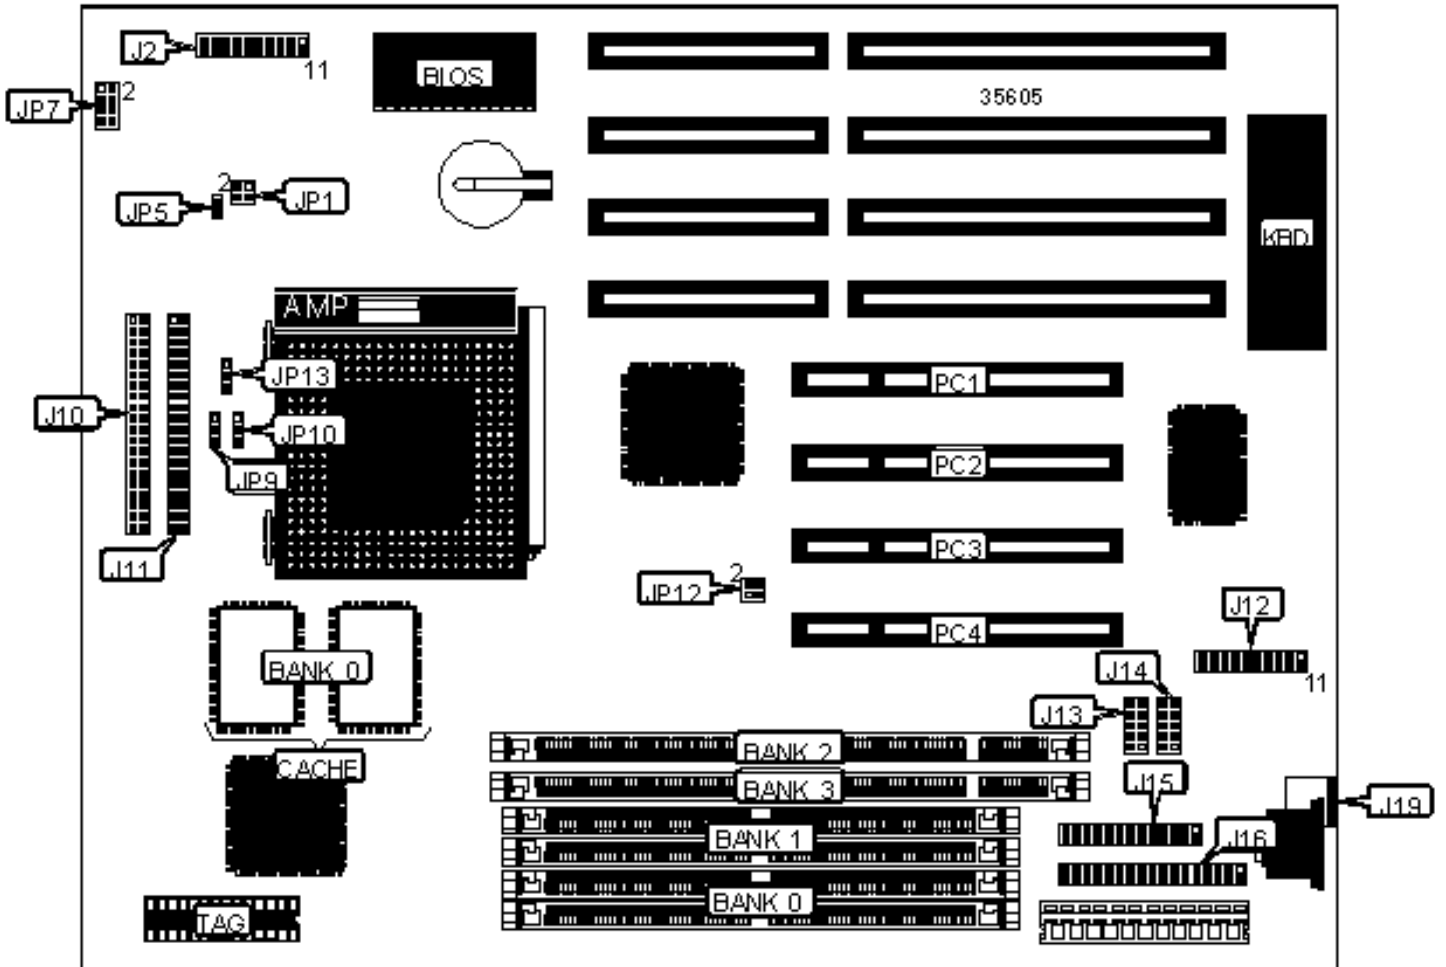 J2
11
BIOS
JP7
2
35605
2
JP5
JP1
KBD
AMP
JP13
PC1
J10
JP10
PC2
JP9
J11
PC3
2
JP12
J12
PC4
BANK 0
J14
11
J13
BANK 2
CACHE
BANK 3
J15
J19
BANK 1
J16
BANK 0
TAG